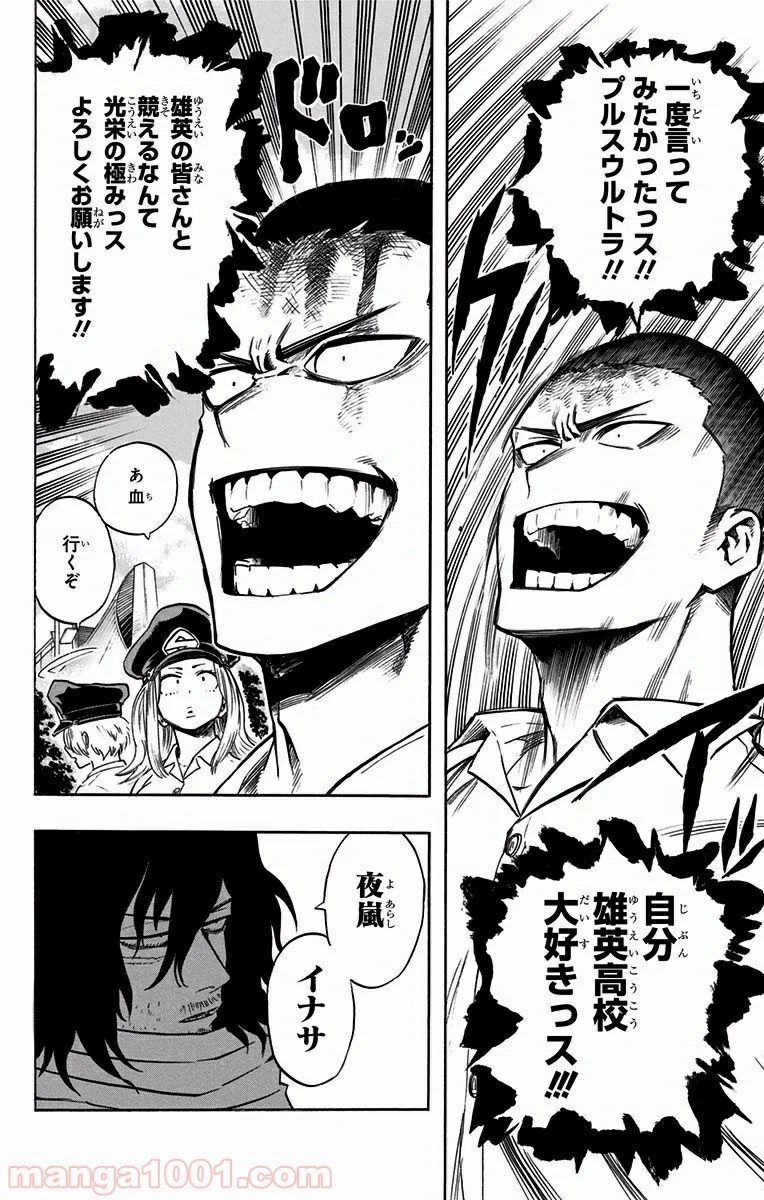 一度言って
みたかったっス!!
プルスウルトラ!!
自分
雄英高校
大好きっス!!!
ドロッ
雄英の皆さんと
競えるなんて
光栄の極みっス
よろしくお願いします!!
あ
血
行くぞ
夜嵐
イナサ
manga1001.com